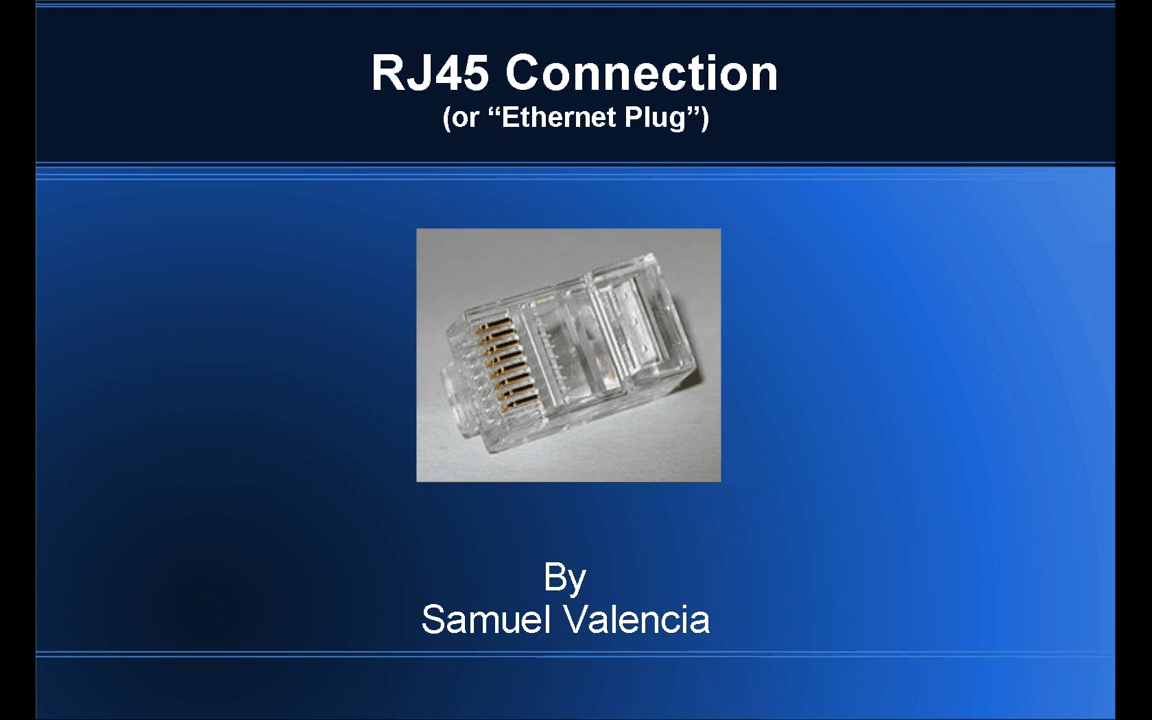 RJ45 Connection
(or “Ethernet Plug”)
By
Samuel Valencia